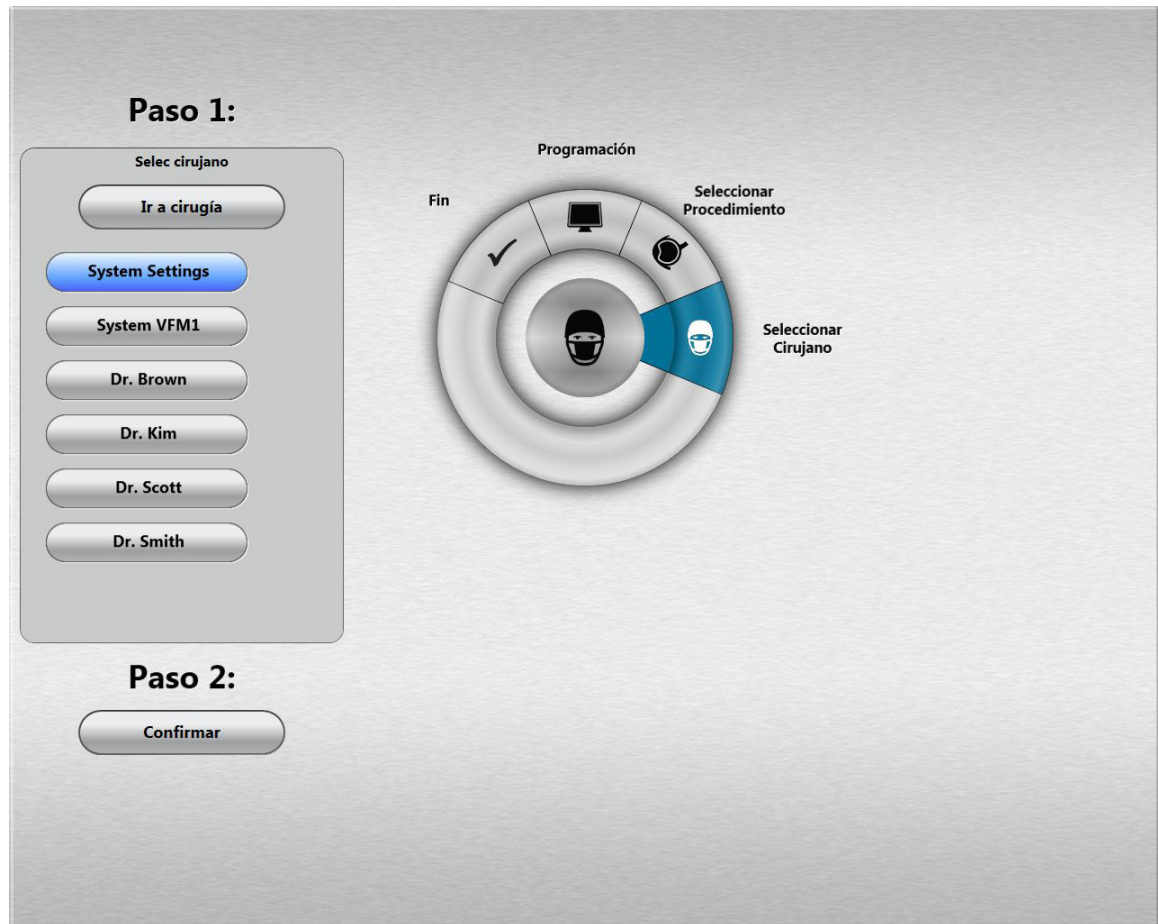 Paso 1:
Selec cirujano
Ir a cirugía
System Settings
System VFM1
Dr. Brown
Dr. Kim
Dr. Scott
Dr. Smith
Paso 2:
Confirmar
Programación
Fin
Seleccionar
Procedimiento
Seleccionar
Cirujano